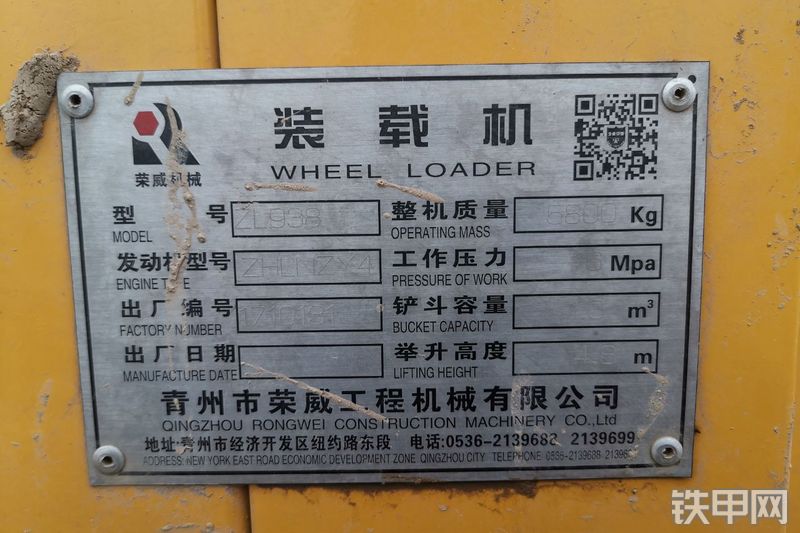 荣威机械
装载机
WHEEL LOADER
型号 ZL938 整机质量 Kg
MODEL OPERATING MASS
发动机型号 工作压力 Mpa
ENGINE TYPE PRESSURE OF WORK
出厂编号 铲斗容量 m³
FACTORY NUMBER BUCKET CAPACITY
出厂日期 举升高度 m
MANUFACTURE DATE LIFTING HEIGHT
青州市荣威工程机械有限公司
QINGZHOU RONGWEI CONSTRUCTION MACHINERY CO.,Ltd
地址:青州市经济开发区纽约路东段 电话:0536-2139688 2139699
ADDRESS: NEW YORK EAST ROAD ECONOMIC DEVELOPMENT ZONE QINGZHOU CITY TELEPHONE: 0536-2139688
铁甲网